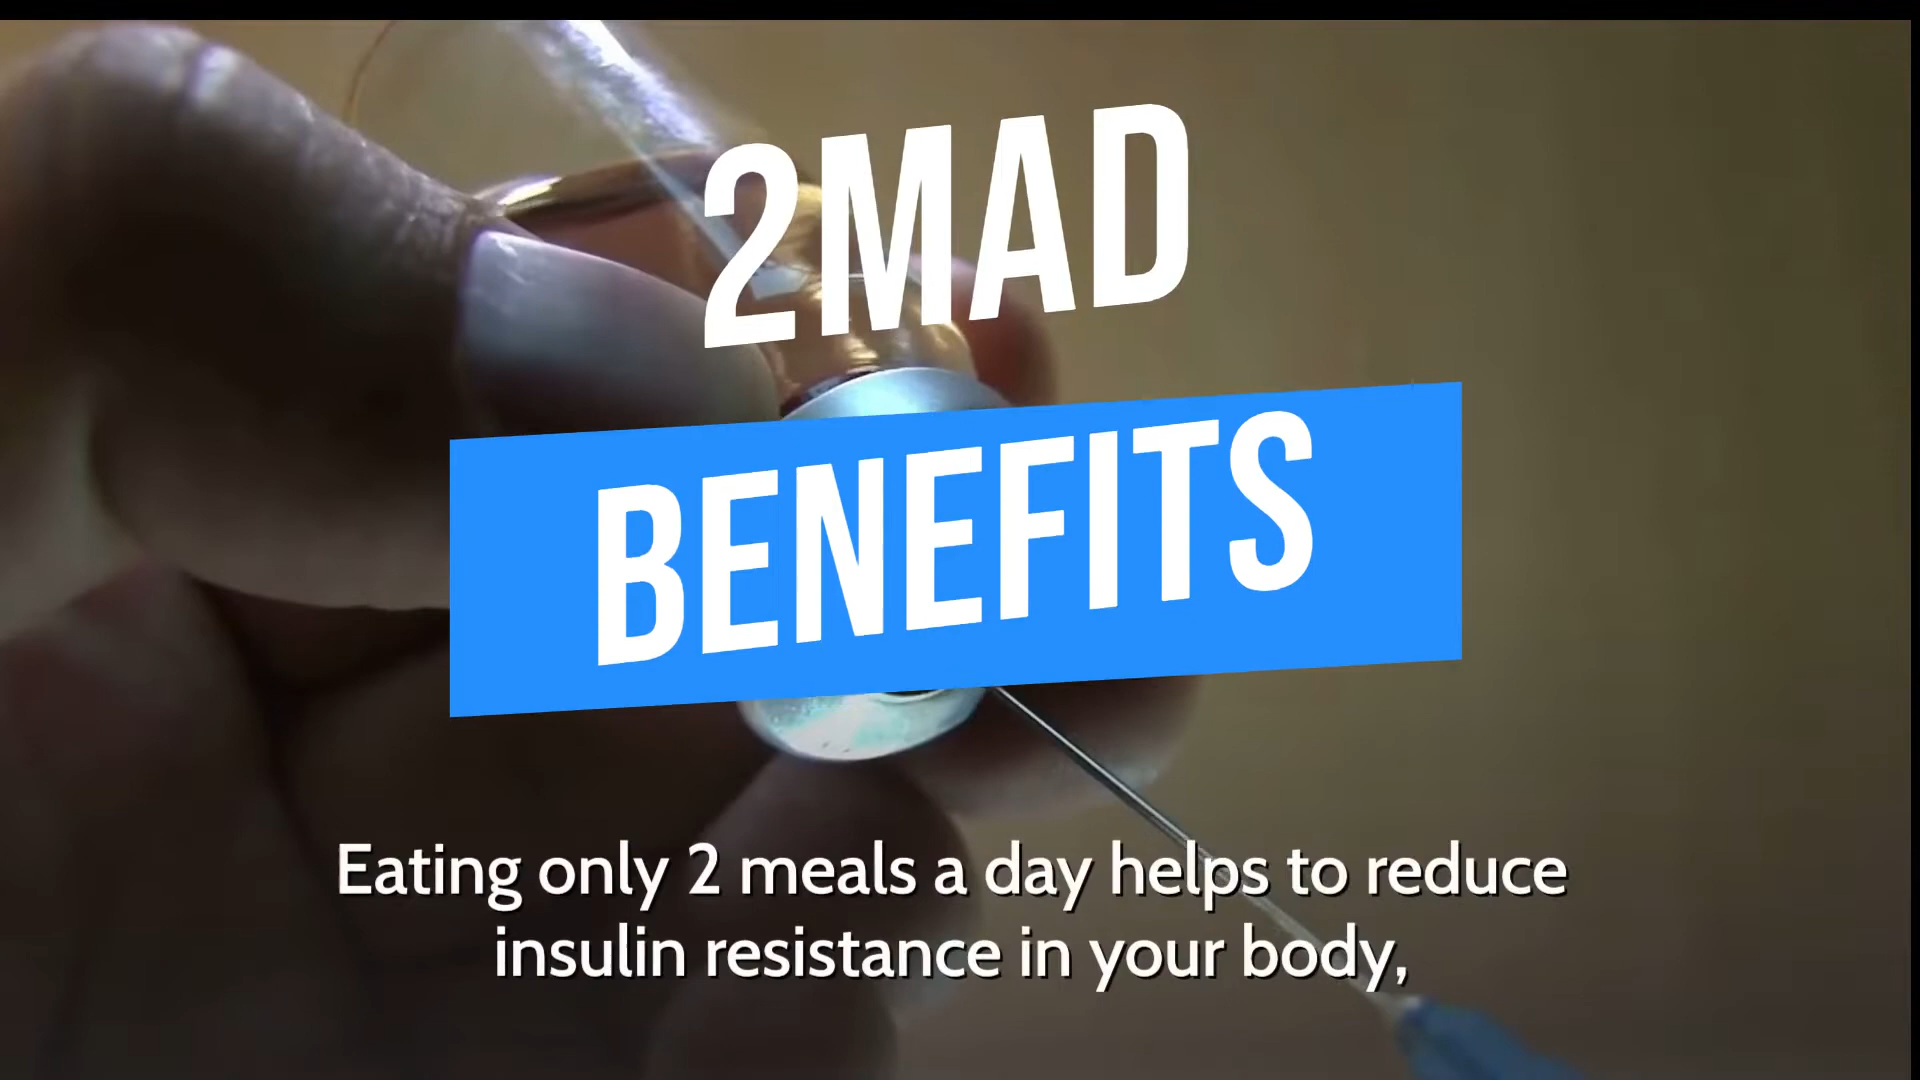 2MAD
BENEFITS
Eating only 2 meals a day helps to reduce
insulin resistance in your body,